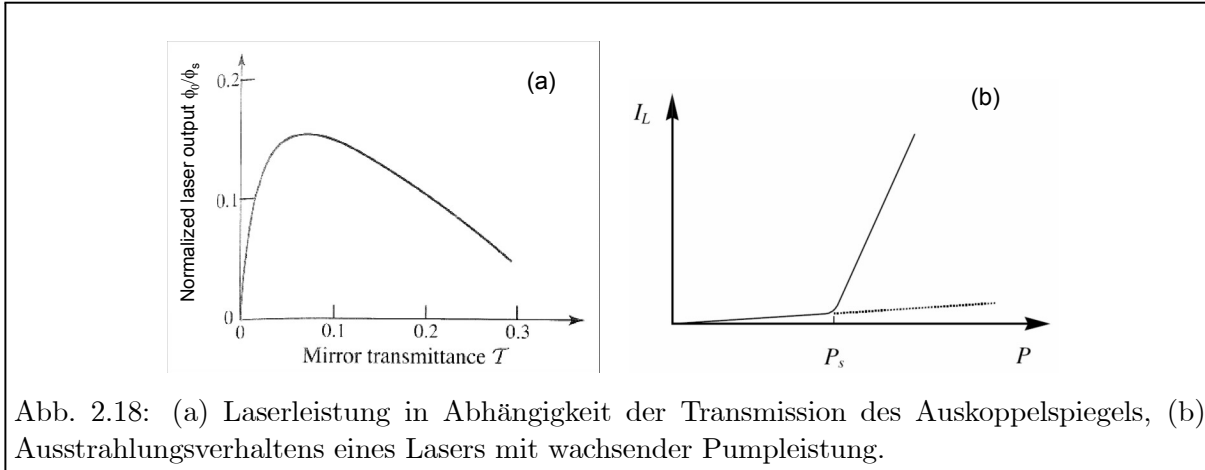 (a)
Normalized laser output ϕ₀/ϕₛ
0.2
0.1
0
0
0.1
0.2
0.3
Mirror transmittance 𝒯
(b)
I_L
P_s
P
Abb. 2.18: (a) Laserleistung in Abhängigkeit der Transmission des Auskoppelspiegels, (b)
Ausstrahlungsverhaltens eines Lasers mit wachsender Pumpleistung.